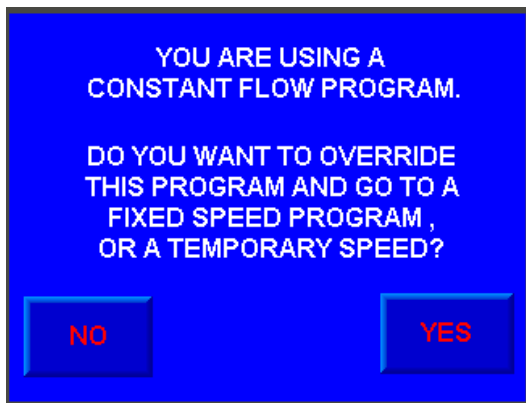 YOU ARE USING A
CONSTANT FLOW PROGRAM.
DO YOU WANT TO OVERRIDE
THIS PROGRAM AND GO TO A
FIXED SPEED PROGRAM ,
OR A TEMPORARY SPEED?
NO
YES